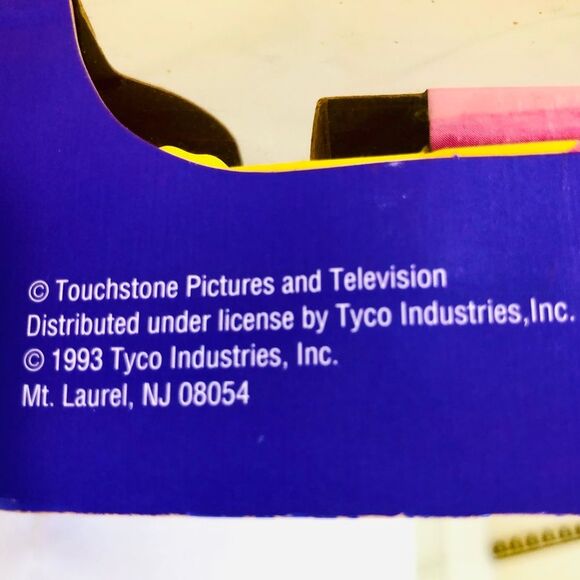 © Touchstone Pictures and Television
Distributed under license by Tyco Industries,Inc.
© 1993 Tyco Industries, Inc.
Mt. Laurel, NJ 08054